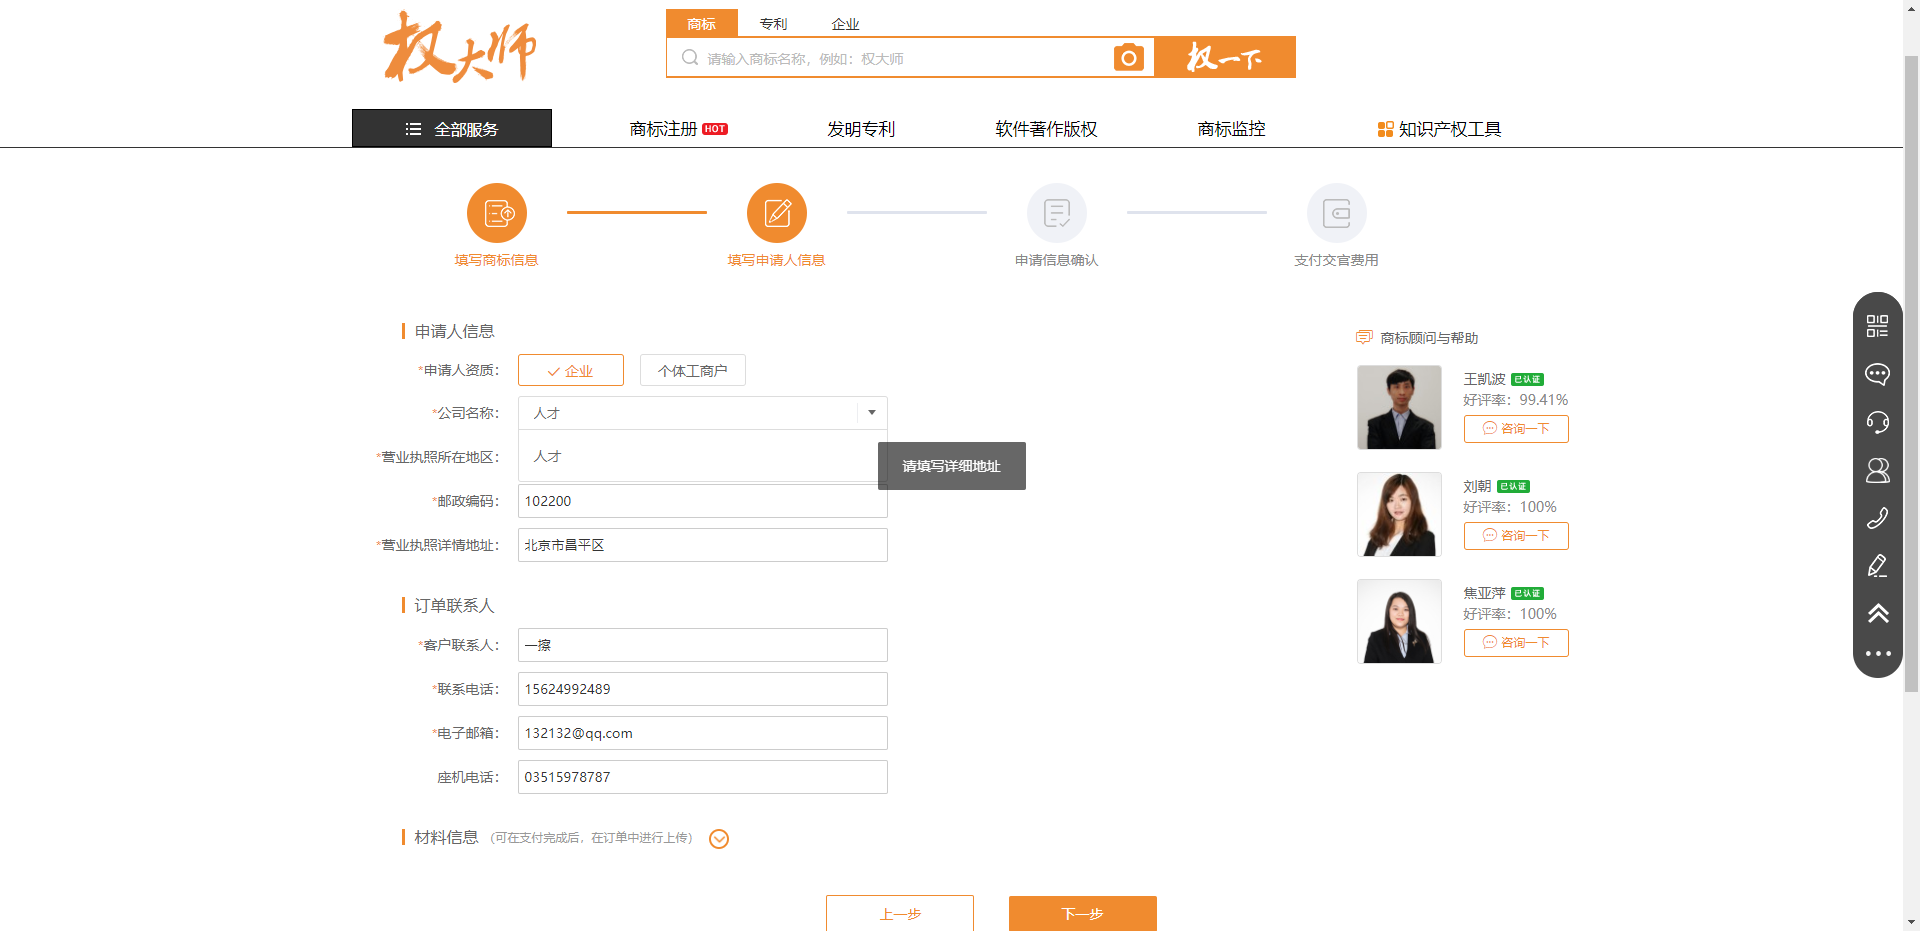 权大师
商标 专利 企业
请输入商标名称，例如：权大师
权一下
全部服务
商标注册 HOT
发明专利
软件著作版权
商标监控
知识产权工具
填写商标信息
填写申请人信息
申请信息确认
支付交官费用
申请人信息
*申请人资质： 企业 个体工商户
*公司名称： 人才
人才
*营业执照所在地区：
请填写详细地址
*邮政编码： 102200
*营业执照详情地址： 北京市昌平区
订单联系人
*客户联系人： 一擦
*联系电话： 15624992489
*电子邮箱： 132132@qq.com
座机电话： 03515978787
材料信息 （可在支付完成后，在订单中进行上传）
上一步
下一步
商标顾问与帮助
王凯波 已认证
好评率：99.41%
咨询一下
刘朝 已认证
好评率：100%
咨询一下
焦亚萍 已认证
好评率：100%
咨询一下